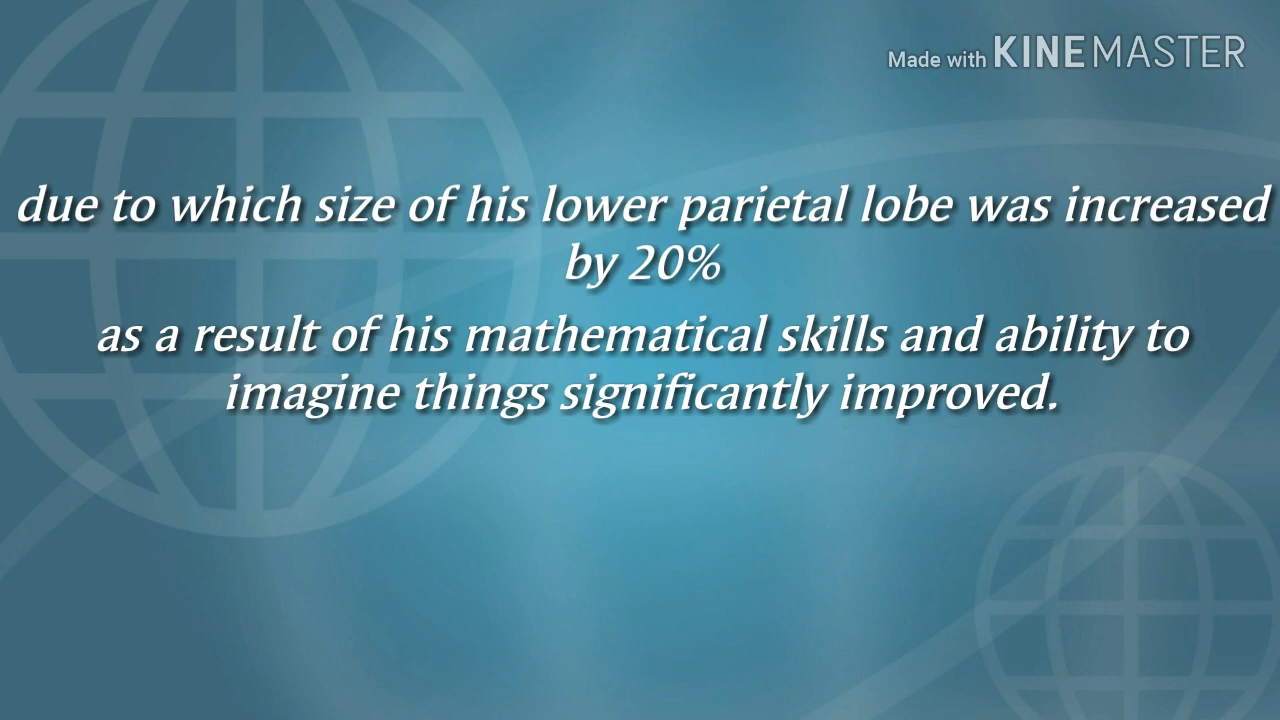 Made with KINEMASTER
due to which size of his lower parietal lobe was increased
by 20%
as a result of his mathematical skills and ability to
imagine things significantly improved.